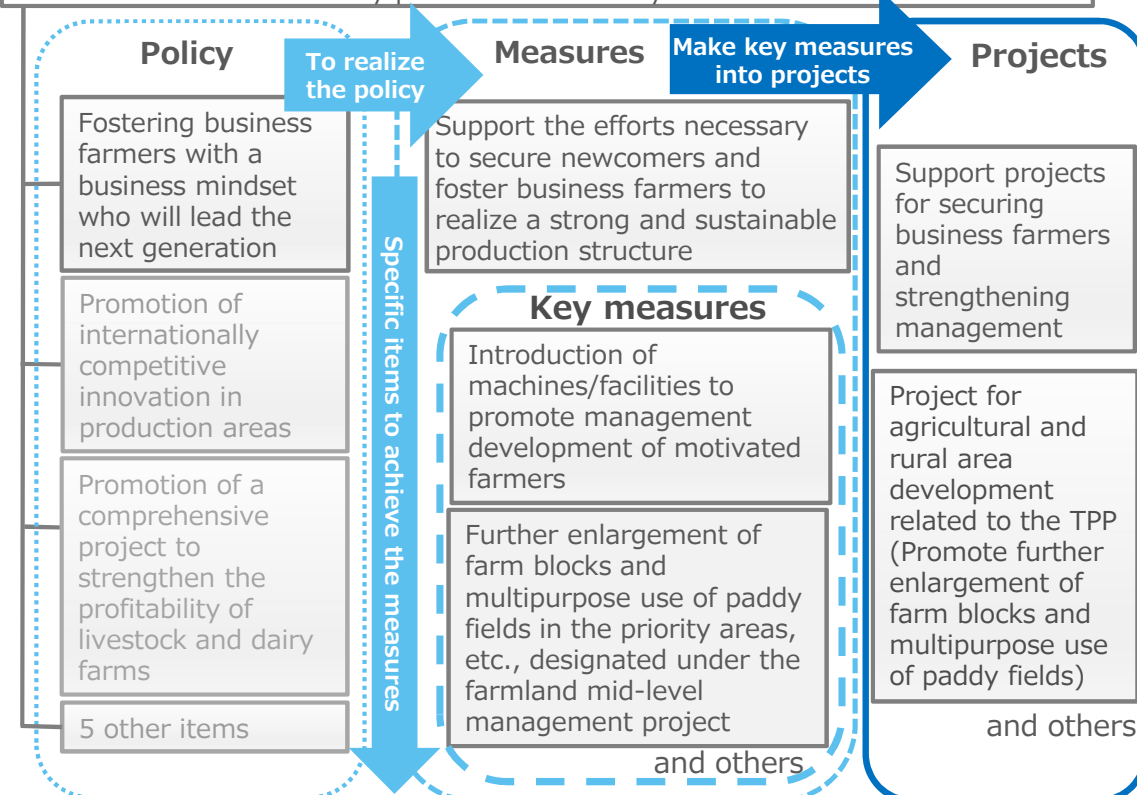 Policy
To realize
the policy
Measures
Make key measures
into projects
Projects
Fostering business
farmers with a
business mindset
who will lead the
next generation
Promotion of
internationally
competitive
innovation in
production areas
Promotion of a
comprehensive
project to
strengthen the
profitability of
livestock and dairy
farms
5 other items
Specific items to achieve the measures
Support the efforts necessary
to secure newcomers and
foster business farmers to
realize a strong and sustainable
production structure
Key measures
Introduction of
machines/facilities to
promote management
development of motivated
farmers
Further enlargement of
farm blocks and
multipurpose use of paddy
fields in the priority areas,
etc., designated under the
farmland mid-level
management project
and others
Support projects
for securing
business farmers
and
strengthening
management
Project for
agricultural and
rural area
development
related to the TPP
(Promote further
enlargement of
farm blocks and
multipurpose use
of paddy fields)
and others